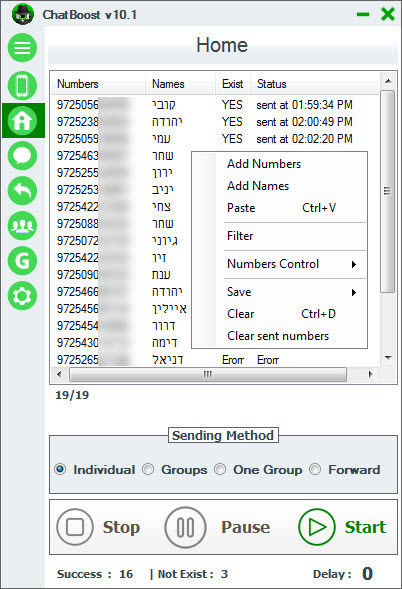 ChatBoost v10.1
Home
Numbers Names Exist Status
9725056 קובי YES sent at 01:59:34 PM
9725238 יהודה YES sent at 02:00:49 PM
9725059 עמי YES sent at 02:02:20 PM
9725463 שחר
9725255 ירון
9725253 יניב
9725422 צחי
9725088 שחר
9725072 גיוני
9725422 זיו
9725090 ענת
9725466 יהודה
9725456 איילין
9725454 דרור
9725430 דימה
9725265 דניאל Erorr Erorr
Add Numbers
Add Names
Paste Ctrl+V
Filter
Numbers Control
Save
Clear Ctrl+D
Clear sent numbers
19/19
Sending Method
Individual Groups One Group Forward
Stop Pause Start
Success : 16 | Not Exist : 3 Delay : 0
G